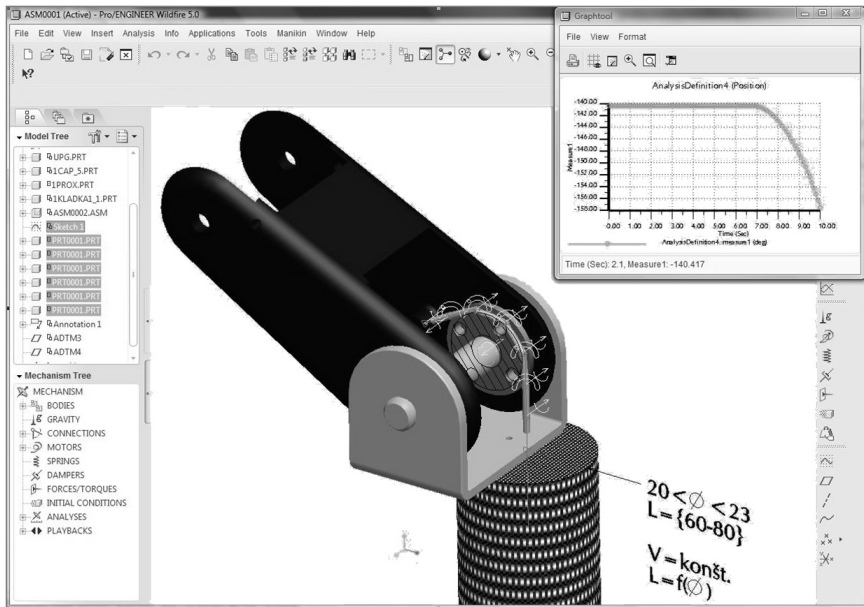 ASM0001 (Active) - Pro/ENGINEER Wildfire 5.0
File Edit View Insert Analysis Info Applications Tools Manikin Window Help
Model Tree
UPG.PRT
1CAP_5.PRT
1PROX.PRT
1KLADKA1_1.PRT
ASM0002.ASM
Sketch 1
PRT0001.PRT
PRT0001.PRT
PRT0001.PRT
PRT0001.PRT
PRT0001.PRT
PRT0001.PRT
Annotation 1
ADTM3
ADTM4
Mechanism Tree
MECHANISM
BODIES
GRAVITY
CONNECTIONS
MOTORS
SPRINGS
DAMPERS
FORCES/TORQUES
INITIAL CONDITIONS
ANALYSES
PLAYBACKS
Graphtool
File View Format
AnalysisDefinition4 (Position)
-140.00
-142.00
-144.00
-146.00
-148.00
-150.00
-152.00
-154.00
-156.00
-158.00
Measure1
0.00 1.00 2.00 3.00 4.00 5.00 6.00 7.00 8.00 9.00 10.00
Time (Sec)
AnalysisDefinition4:measure1 (deg)
Time (Sec): 2.1, Measure1: -140.417
20 < ∅ < 23
L = {60-80}
V = konšt.
L = f(∅)